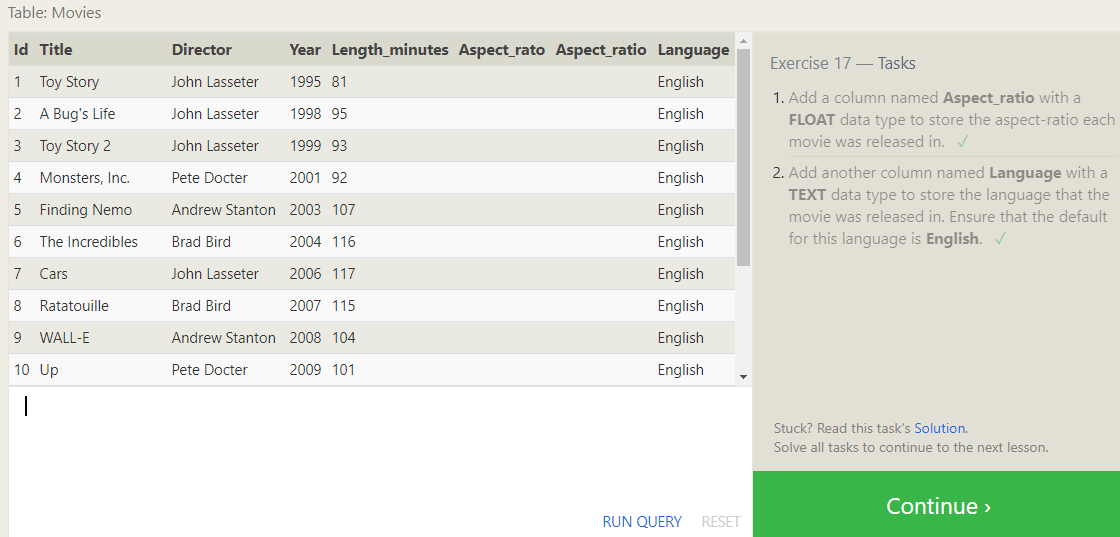 Table: Movies
Id Title Director Year Length_minutes Aspect_rato Aspect_ratio Language
1 Toy Story John Lasseter 1995 81 English
2 A Bug's Life John Lasseter 1998 95 English
3 Toy Story 2 John Lasseter 1999 93 English
4 Monsters, Inc. Pete Docter 2001 92 English
5 Finding Nemo Andrew Stanton 2003 107 English
6 The Incredibles Brad Bird 2004 116 English
7 Cars John Lasseter 2006 117 English
8 Ratatouille Brad Bird 2007 115 English
9 WALL-E Andrew Stanton 2008 104 English
10 Up Pete Docter 2009 101 English
RUN QUERY RESET
Exercise 17 — Tasks
1. Add a column named Aspect_ratio with a
FLOAT data type to store the aspect-ratio each
movie was released in. ✓
2. Add another column named Language with a
TEXT data type to store the language that the
movie was released in. Ensure that the default
for this language is English. ✓
Stuck? Read this task's Solution.
Solve all tasks to continue to the next lesson.
Continue ›